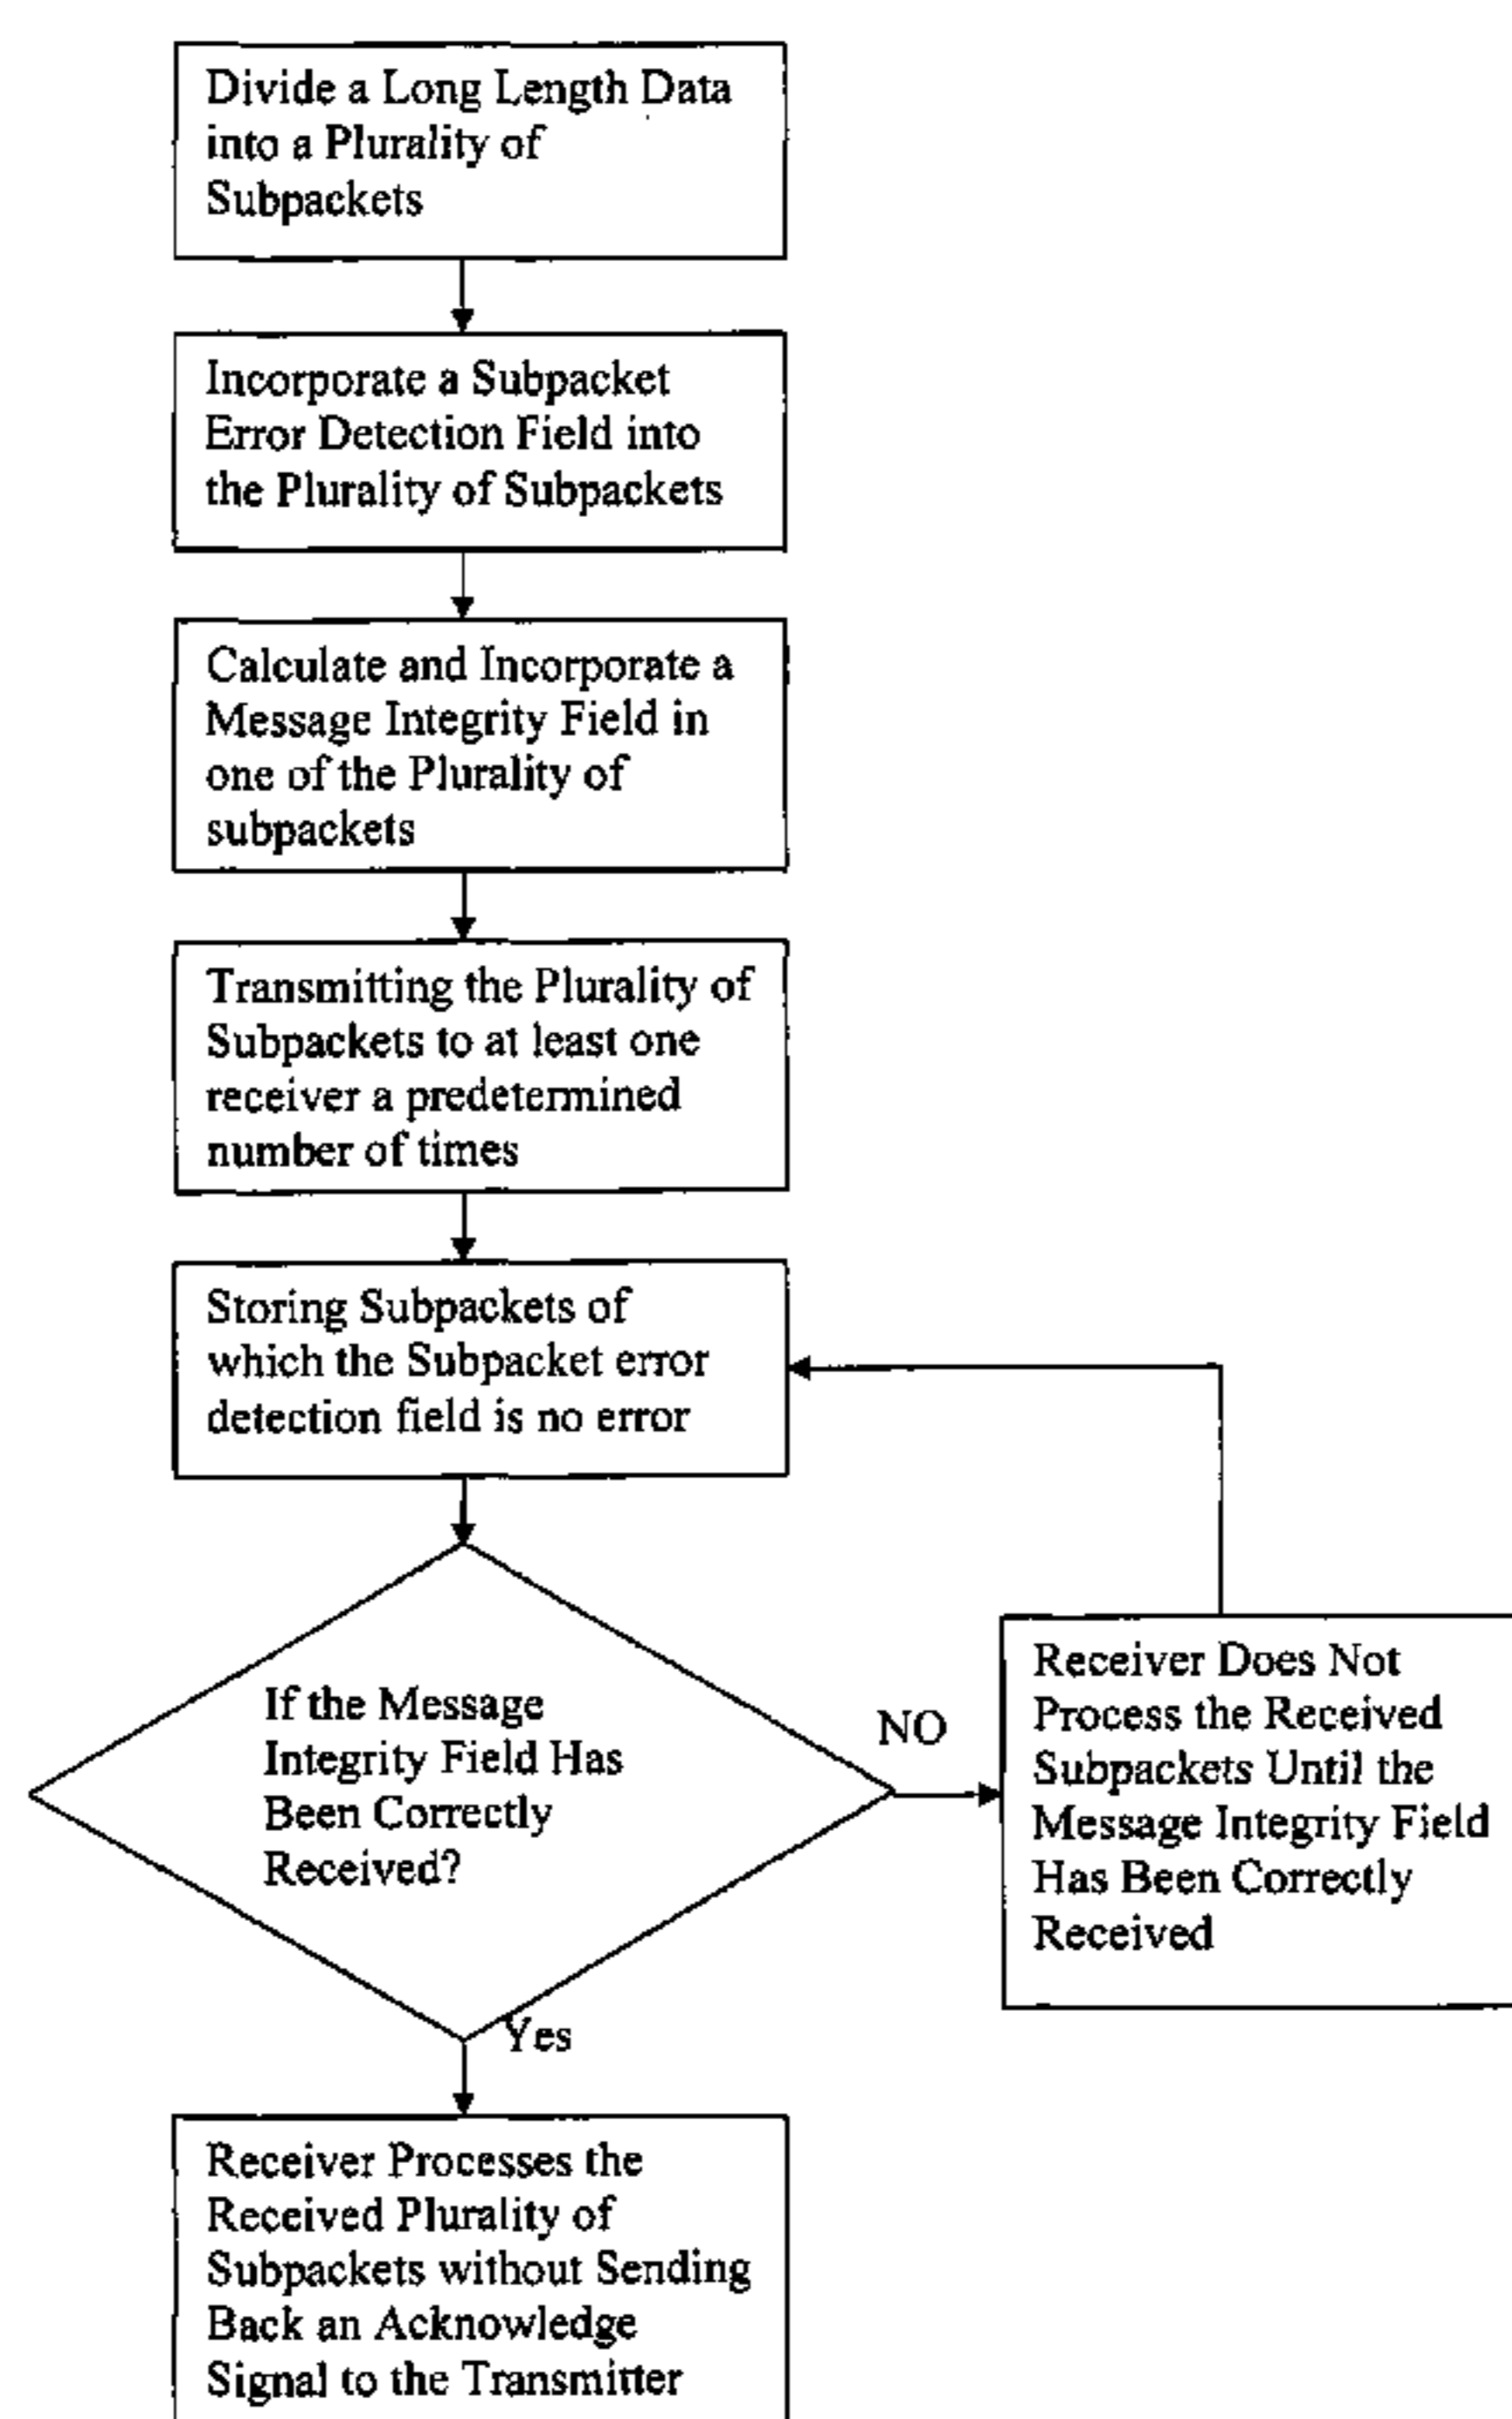 Divide a Long Length Data
into a Plurality of
Subpackets
Incorporate a Subpacket
Error Detection Field into
the Plurality of Subpackets
Calculate and Incorporate a
Message Integrity Field in
one of the Plurality of
subpackets
Transmitting the Plurality of
Subpackets to at least one
receiver a predetermined
number of times
Storing Subpackets of
which the Subpacket error
detection field is no error
If the Message
Integrity Field Has
Been Correctly
Received?
NO
Receiver Does Not
Process the Received
Subpackets Until the
Message Integrity Field
Has Been Correctly
Received
Yes
Receiver Processes the
Received Plurality of
Subpackets without Sending
Back an Acknowledge
Signal to the Transmitter